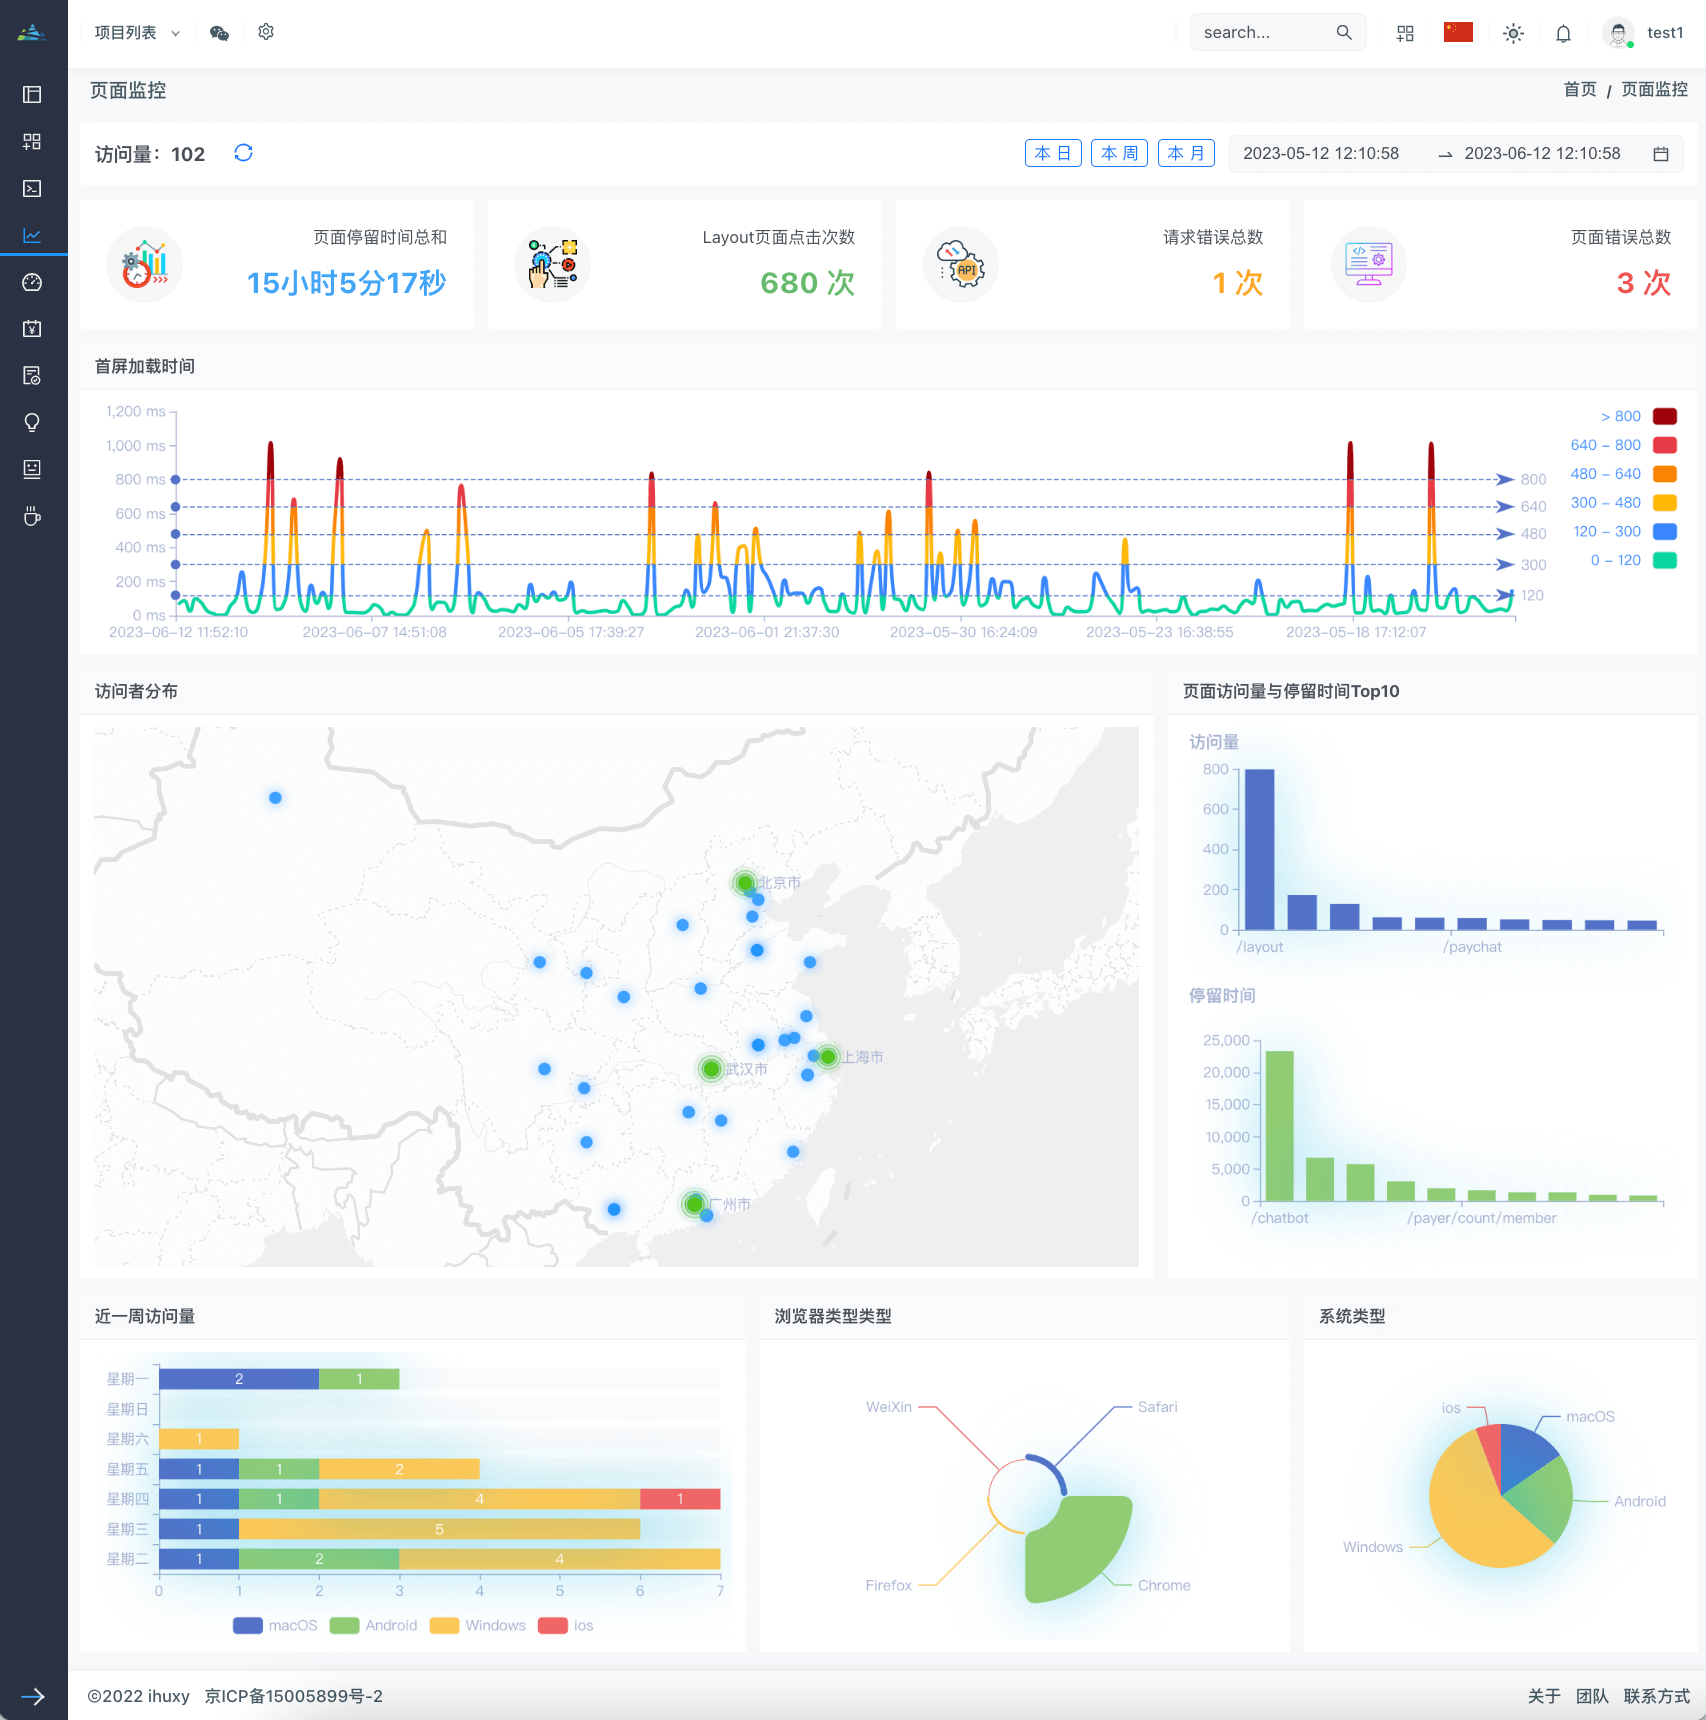 项目列表
search...
test1
页面监控
首页 / 页面监控
访问量：102
本 日
本 周
本 月
2023-05-12 12:10:58
2023-06-12 12:10:58
页面停留时间总和
15小时5分17秒
Layout页面点击次数
680 次
API
请求错误总数
1 次
页面错误总数
3 次
首屏加载时间
1,200 ms
1,000 ms
800 ms
600 ms
400 ms
200 ms
0 ms
800
640
480
300
120
2023-06-12 11:52:10
2023-06-07 14:51:08
2023-06-05 17:39:27
2023-06-01 21:37:30
2023-05-30 16:24:09
2023-05-23 16:38:55
2023-05-18 17:12:07
> 800
640 - 800
480 - 640
300 - 480
120 - 300
0 - 120
访问者分布
北京市
上海市
武汉市
广州市
页面访问量与停留时间Top10
访问量
800
600
400
200
0
/layout
/paychat
停留时间
25,000
20,000
15,000
10,000
5,000
0
/chatbot
/payer/count/member
近一周访问量
星期一
2
1
星期日
星期六
1
星期五
1
1
2
星期四
1
1
4
1
星期三
1
5
星期二
1
2
4
0
1
2
3
4
5
6
7
macOS
Android
Windows
ios
浏览器类型类型
WeiXin
Safari
Firefox
Chrome
系统类型
ios
macOS
Android
Windows
©2022 ihuxy 京ICP备15005899号-2
关于 团队 联系方式